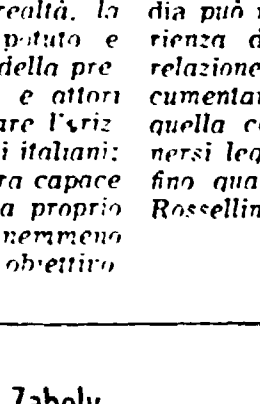 realtà, la
potuto e
della pre
e attori
are l'oriz
i italiani:
ra capace
a proprio
nemmeno
obiettivo
dia può
rienza d
relazione
cumentar
quella c
nersi leg
fino qua
Rossellin
Zaboly